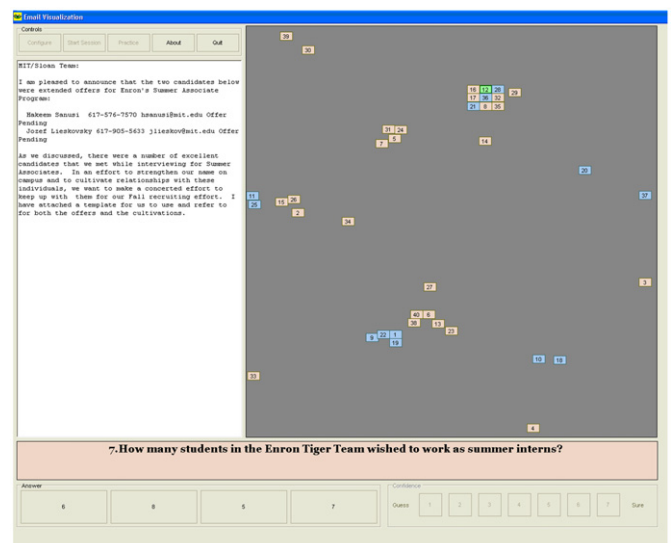 Email Visualization
Controls
Configure Start Session Practice About Quit
MIT/Sloan Team:
I am pleased to announce that the two candidates below
were extended offers for Enron's Summer Associate
Program:
Hakeem Sanusi 617-576-7570 hsanusi@mit.edu Offer
Pending
Jozef Lieskovsky 617-905-5633 jlieskov@mit.edu Offer
Pending
As we discussed, there were a number of excellent
candidates that we met while interviewing for Summer
Associates. In an effort to strengthen our name on
campus and to cultivate relationships with these
individuals, we want to make a concerted effort to
keep up with them for our Fall recruiting effort. I
have attached a template for us to use and refer to
for both the offers and the cultivations.
39
30
12 28
29
17 36 32
21 8 35
31 24
5
7
14
20
11
25
15 26
2
37
34
3
27
40 6
38 13
23
9 22 1
19
10 18
33
4
7.How many students in the Enron Tiger Team wished to work as summer interns?
Answer
6 8 5 7
Confidence
Guess 1 2 3 4 5 6 7 Sure